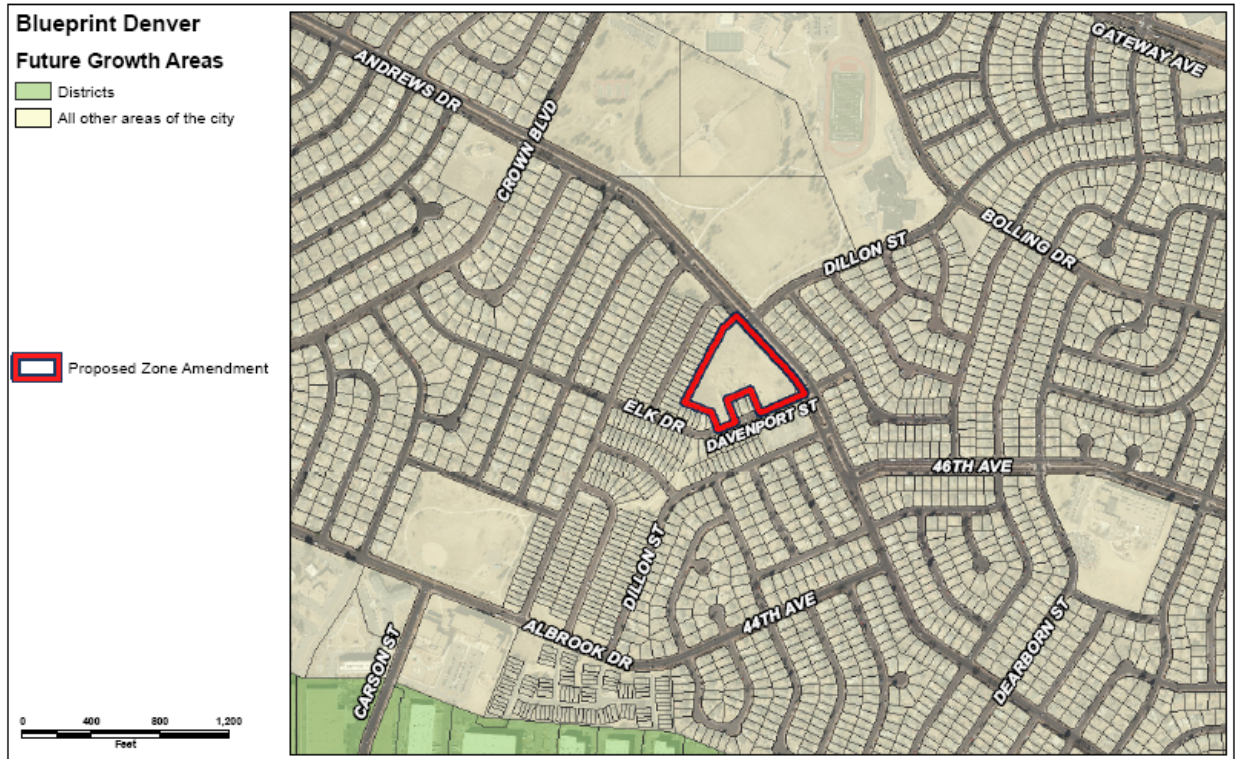 Blueprint Denver
Future Growth Areas
Districts
All other areas of the city
Proposed Zone Amendment
0 400 800 1,200
Feet
GATEWAY AVE
ANDREWS DR
CROWN BLVD
BOLLING DR
DILLON ST
ELK DR
DAVENPORT ST
46TH AVE
DILLON ST
44TH AVE
ALBROOK DR
CARSON ST
DEARBORN ST